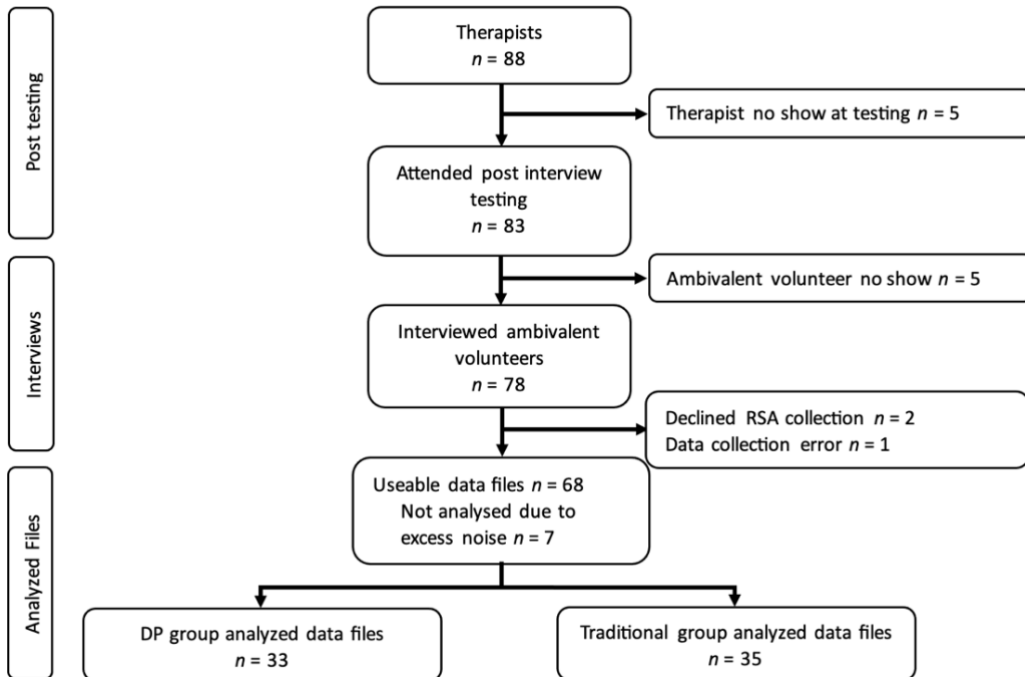 Post testing
Therapists
n = 88
Therapist no show at testing n = 5
Attended post interview
testing
n = 83
Interviews
Ambivalent volunteer no show n = 5
Interviewed ambivalent
volunteers
n = 78
Declined RSA collection n = 2
Data collection error n = 1
Analyzed Files
Useable data files n = 68
Not analysed due to
excess noise n = 7
DP group analyzed data files
n = 33
Traditional group analyzed data files
n = 35